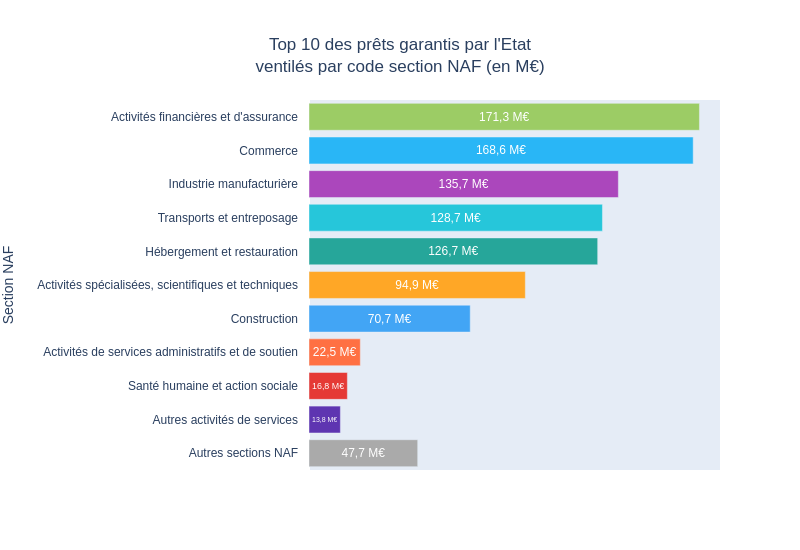 Top 10 des prêts garantis par l'Etat
ventilés par code section NAF (en M€)
Section NAF
Activités financières et d'assurance 171,3 M€
Commerce 168,6 M€
Industrie manufacturière 135,7 M€
Transports et entreposage 128,7 M€
Hébergement et restauration 126,7 M€
Activités spécialisées, scientifiques et techniques 94,9 M€
Construction 70,7 M€
Activités de services administratifs et de soutien 22,5 M€
Santé humaine et action sociale 16,8 M€
Autres activités de services 13,8 M€
Autres sections NAF 47,7 M€